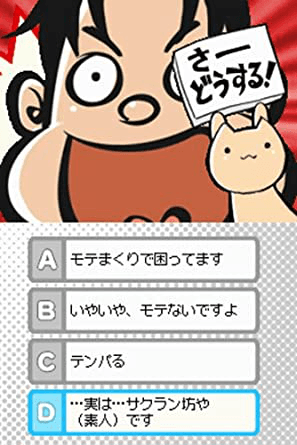 さー
どうする!
A モテまくりで困ってます
B いやいや、モテないですよ
C テンパる
D …実は…サクラン坊や
(素人)です